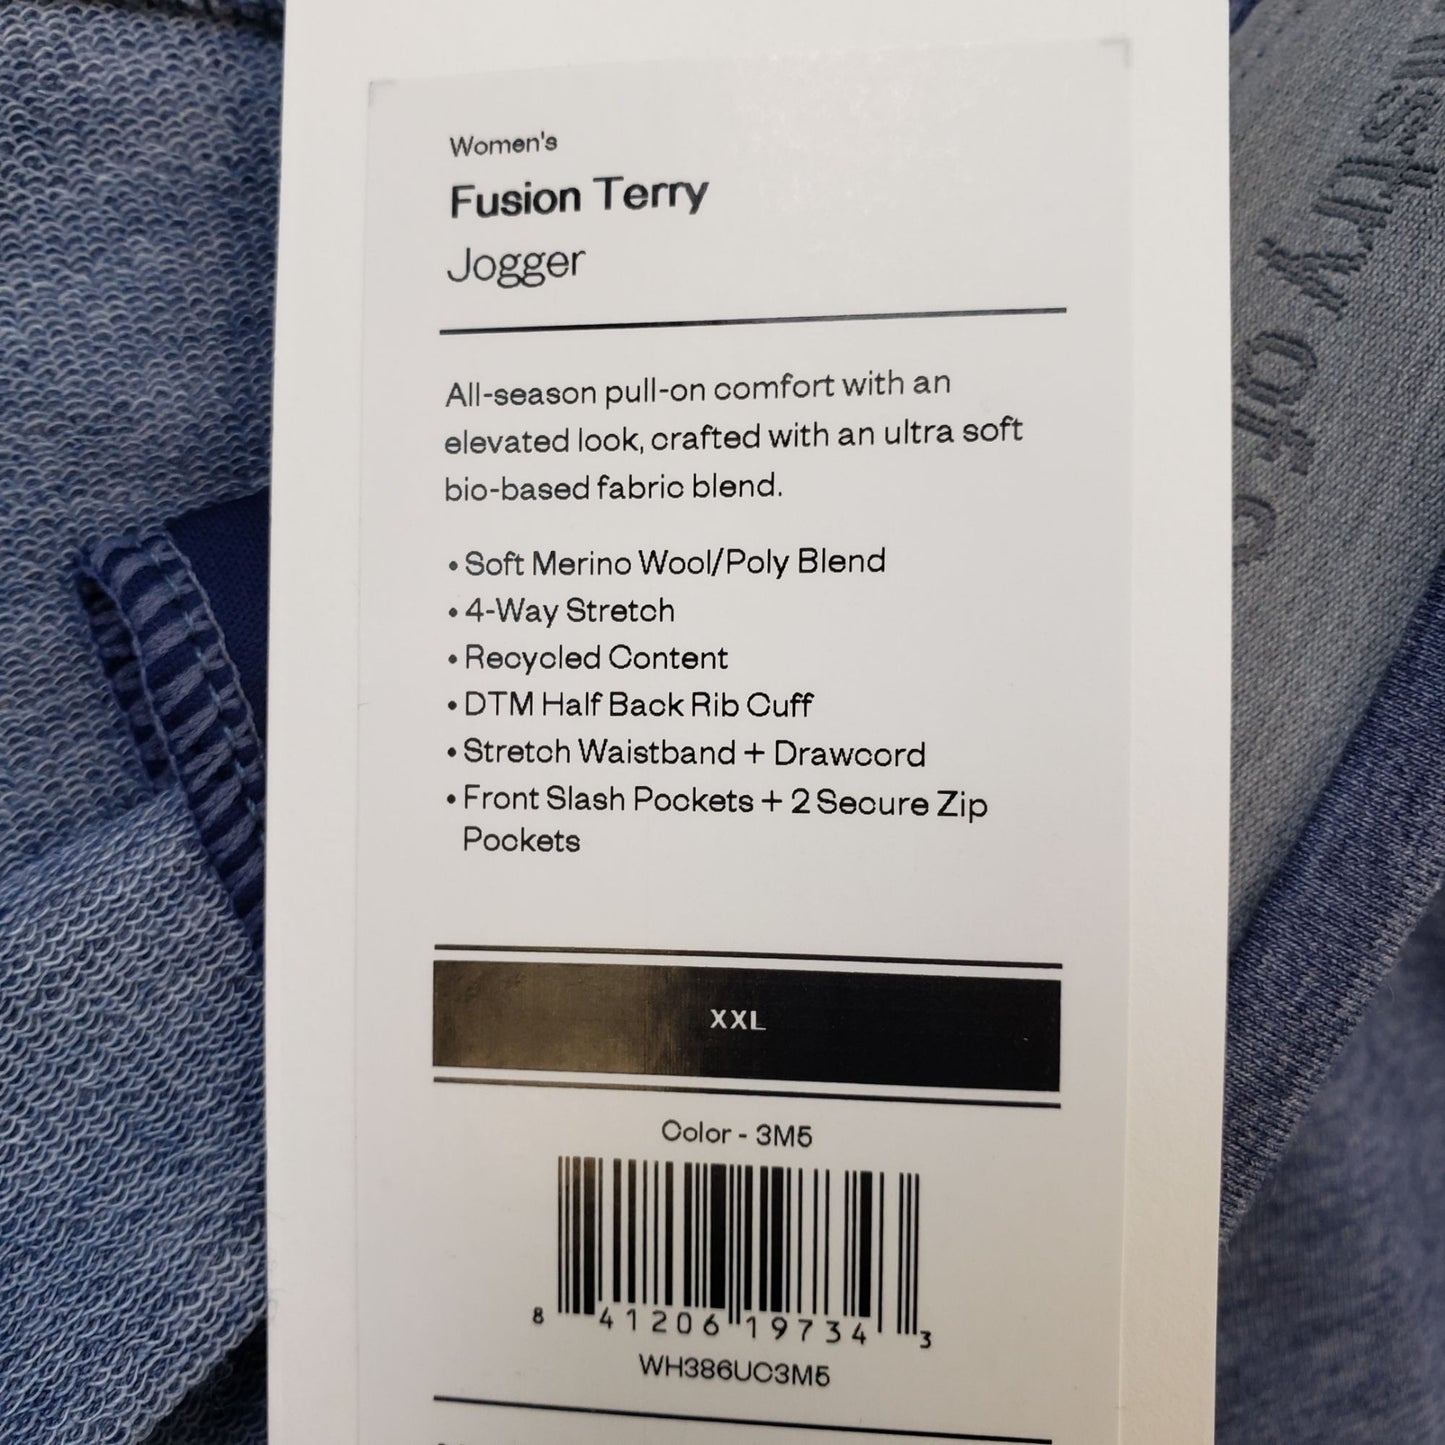 Women's
Fusion Terry
Jogger
All-season pull-on comfort with an
elevated look, crafted with an ultra soft
bio-based fabric blend.
• Soft Merino Wool/Poly Blend
• 4-Way Stretch
• Recycled Content
• DTM Half Back Rib Cuff
• Stretch Waistband + Drawcord
• Front Slash Pockets + 2 Secure Zip
Pockets
XXL
Color - 3M5
8 41206 19734 3
WH386UC3M5
ry of